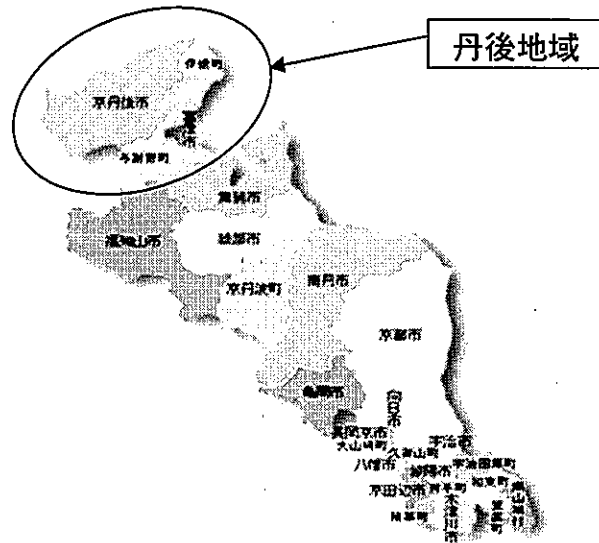 丹後地域
伊根町
京丹後市
宮津市
与謝野町
舞鶴市
福知山市
綾部市
京丹波町
南丹市
京都市
亀岡市
向日市
長岡京市
大山崎町
宇治市
久御山町
八幡市
城陽市
宇治田原町
京田辺市
井手町
和束町
精華町
木津川市
笠置町
南山城村